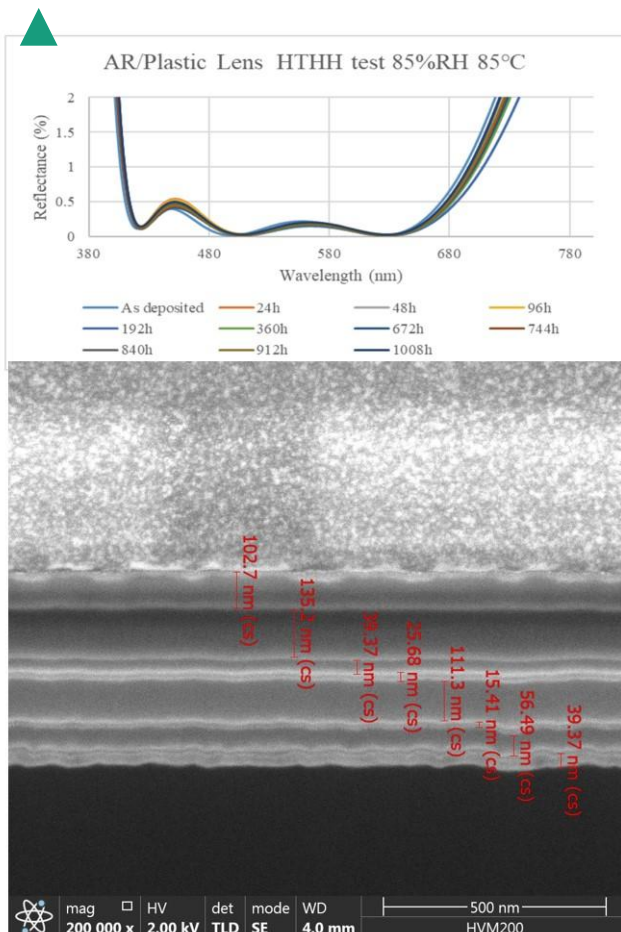 AR/Plastic Lens HTHH test 85%RH 85°C
2
1.5
1
0.5
0
Reflectance (%)
380 480 580 680 780
Wavelength (nm)
As deposited 24h 48h 96h
192h 360h 672h 744h
840h 912h 1008h
102.7 nm (cs)
135.2 nm (cs)
39.37 nm (cs)
25.68 nm (cs)
111.3 nm (cs)
15.41 nm (cs)
56.49 nm (cs)
39.37 nm (cs)
mag HV det mode WD 500 nm
200 000 x 2.00 kV TLD SE 4.0 mm HVM200